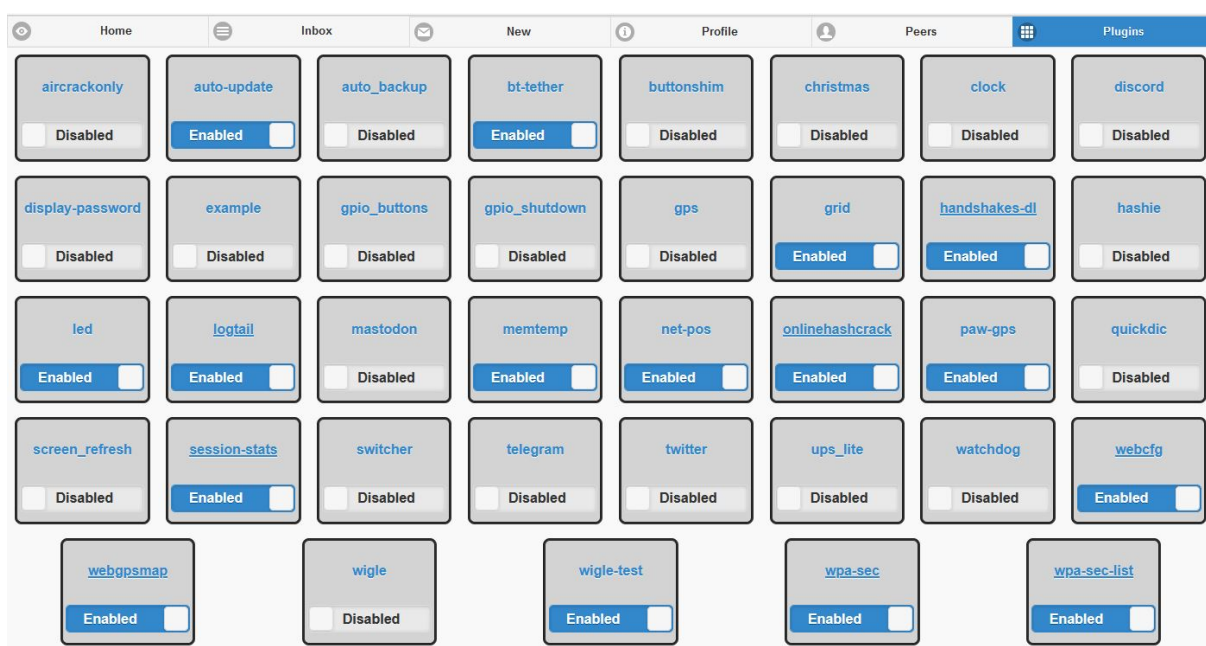 Home Inbox New Profile Peers Plugins
aircrackonly auto-update auto_backup bt-tether buttonshim christmas clock discord
Disabled Enabled Disabled Enabled Disabled Disabled Disabled Disabled
display-password example gpio_buttons gpio_shutdown gps grid handshakes-dl hashie
Disabled Disabled Disabled Disabled Disabled Enabled Enabled Disabled
led logtail mastodon memtemp net-pos onlinehashcrack paw-gps quickdic
Enabled Enabled Disabled Enabled Enabled Enabled Enabled Disabled
screen_refresh session-stats switcher telegram twitter ups_lite watchdog webcfg
Disabled Enabled Disabled Disabled Disabled Disabled Disabled Enabled
webgpsmap wigle wigle-test wpa-sec wpa-sec-list
Enabled Disabled Enabled Enabled Enabled